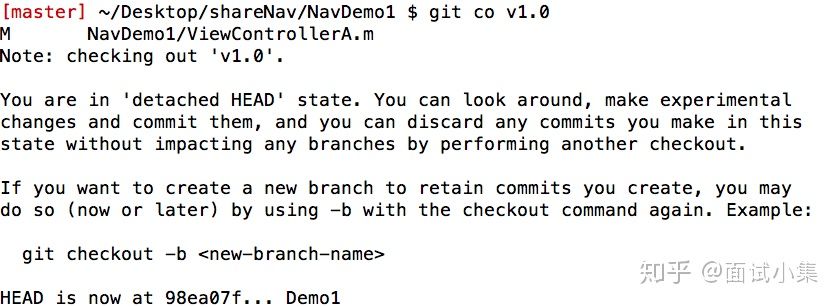 [master] ~/Desktop/shareNav/NavDemo1 $ git co v1.0
M       NavDemo1/ViewControllerA.m
Note: checking out 'v1.0'.

You are in 'detached HEAD' state. You can look around, make experimental
changes and commit them, and you can discard any commits you make in this
state without impacting any branches by performing another checkout.

If you want to create a new branch to retain commits you create, you may
do so (now or later) by using -b with the checkout command again. Example:

  git checkout -b <new-branch-name>

HEAD is now at 98ea07f... Demo1
知乎 @面试小集